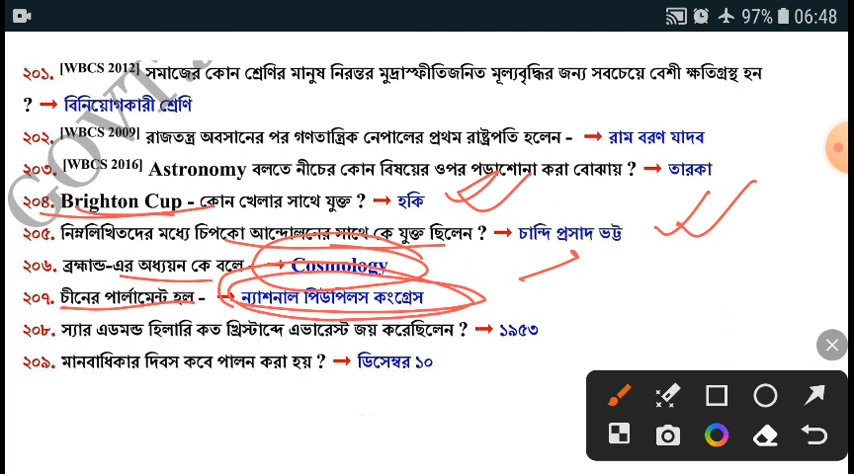 97% 06:48
২০১. [WBCS 2012] সমাজের কোন শ্রেণির মানুষ নিরন্তর মুদ্রাস্ফীতিজনিত মূল্যবৃদ্ধির জন্য সবচেয়ে বেশী ক্ষতিগ্রস্থ হন
? → বিনিয়োগকারী শ্রেণি
২০২. [WBCS 2009] রাজতন্ত্র অবসানের পর গণতান্ত্রিক নেপালের প্রথম রাষ্ট্রপতি হলেন - → রাম বরণ যাদব
২০৩. [WBCS 2016] Astronomy বলতে নীচের কোন বিষয়ের ওপর পড়াশোনা করা বোঝায় ? → তারকা
২০৪. Brighton Cup - কোন খেলার সাথে যুক্ত ? → হকি
২০৫. নিম্নলিখিতদের মধ্যে চিপকো আন্দোলনের সাথে কে যুক্ত ছিলেন ? → চান্দি প্রসাদ ভট্ট
২০৬. ব্রহ্মান্ড-এর অধ্যয়ন কে বলে - → Cosmology
২০৭. চীনের পার্লামেন্ট হল - → ন্যাশনাল পিউপিলস কংগ্রেস
২০৮. স্যার এডমন্ড হিলারি কত খ্রিস্টাব্দে এভারেস্ট জয় করেছিলেন ? → ১৯৫৩
২০৯. মানবাধিকার দিবস কবে পালন করা হয় ? → ডিসেম্বর ১০